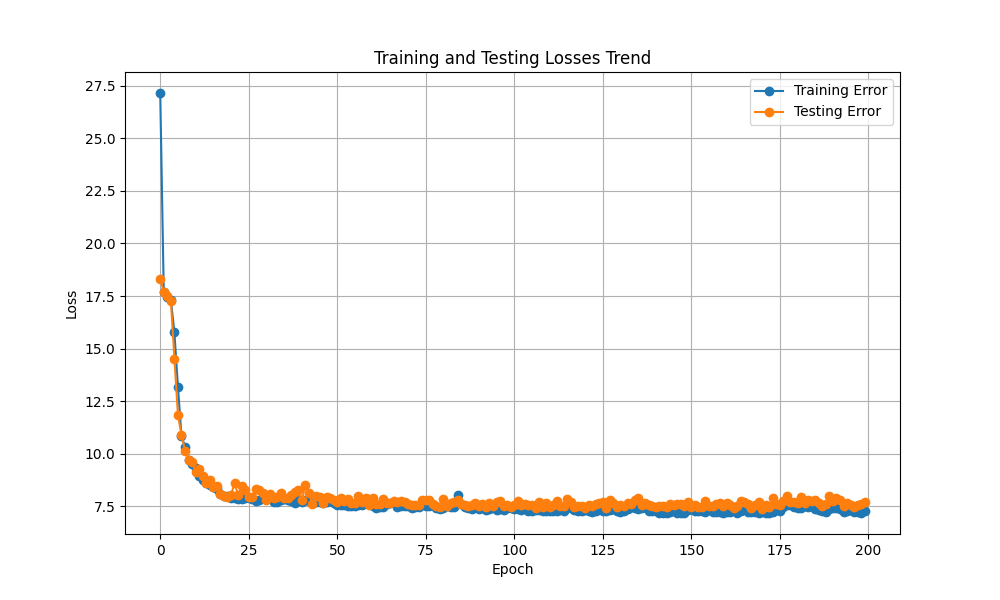 Training and Testing Losses Trend
27.5
25.0
22.5
20.0
17.5
15.0
12.5
10.0
7.5
Loss
Training Error
Testing Error
0 25 50 75 100 125 150 175 200
Epoch